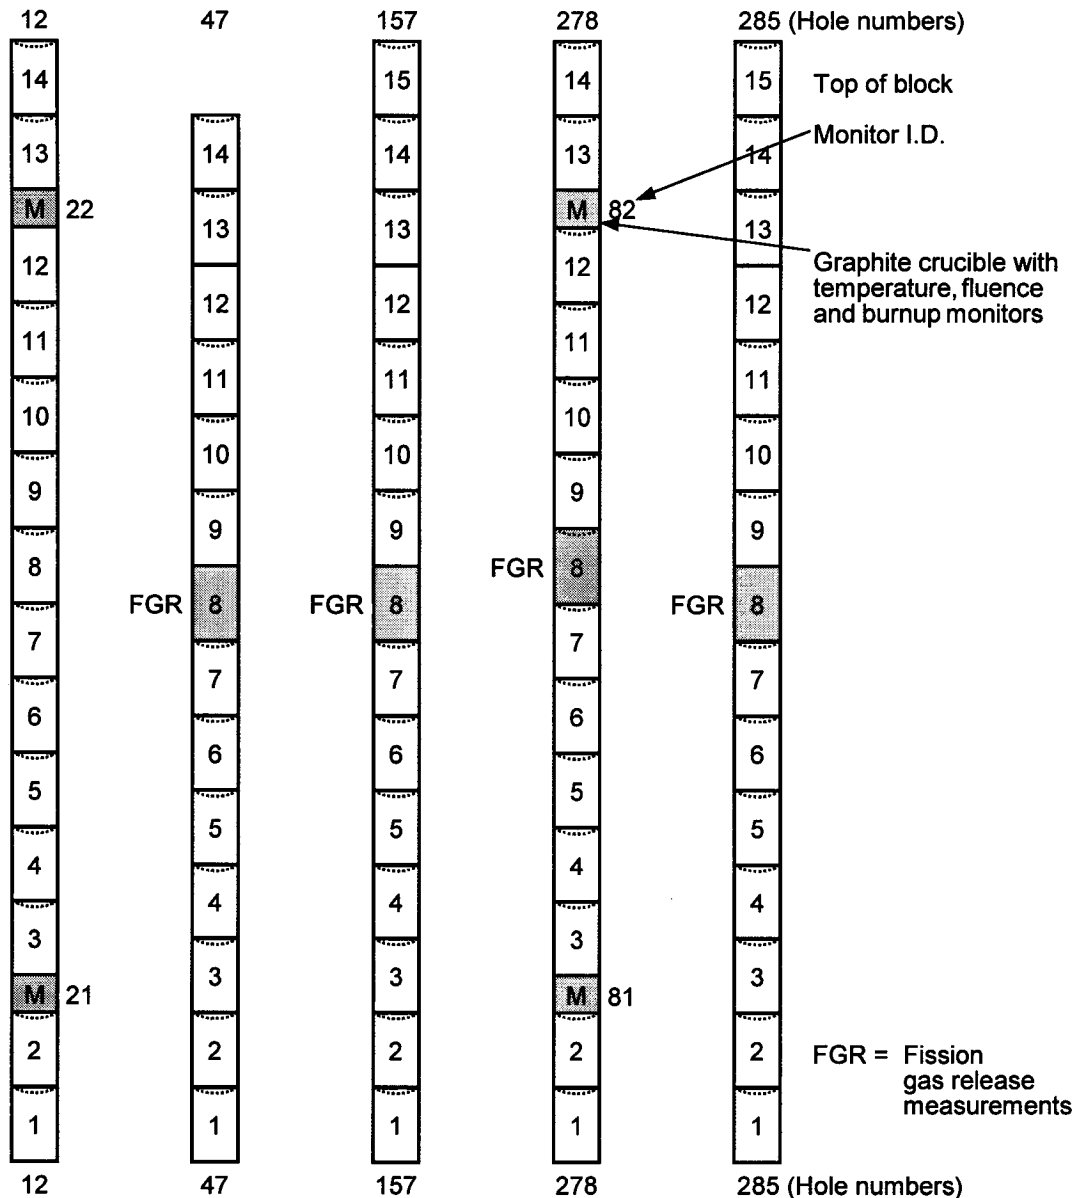 12 47 157 278 285 (Hole numbers)
14 15 14 15 Top of block
13 14 14 13 14 Monitor I.D.
M 22 13 13 M 82 13
12 12 12 12 12 Graphite crucible with
temperature, fluence
and burnup monitors
11 11 11 11 11
10 10 10 10 10
9 9 9 9 9
8 FGR 8 FGR 8 FGR 8 FGR 8
7 7 7 7 7
6 6 6 6 6
5 5 5 5 5
4 4 4 4 4
3 3 3 3 3
M 21 M 81
2 2 2 2 2 FGR = Fission
gas release
measurements
1 1 1 1 1
12 47 157 278 285 (Hole numbers)